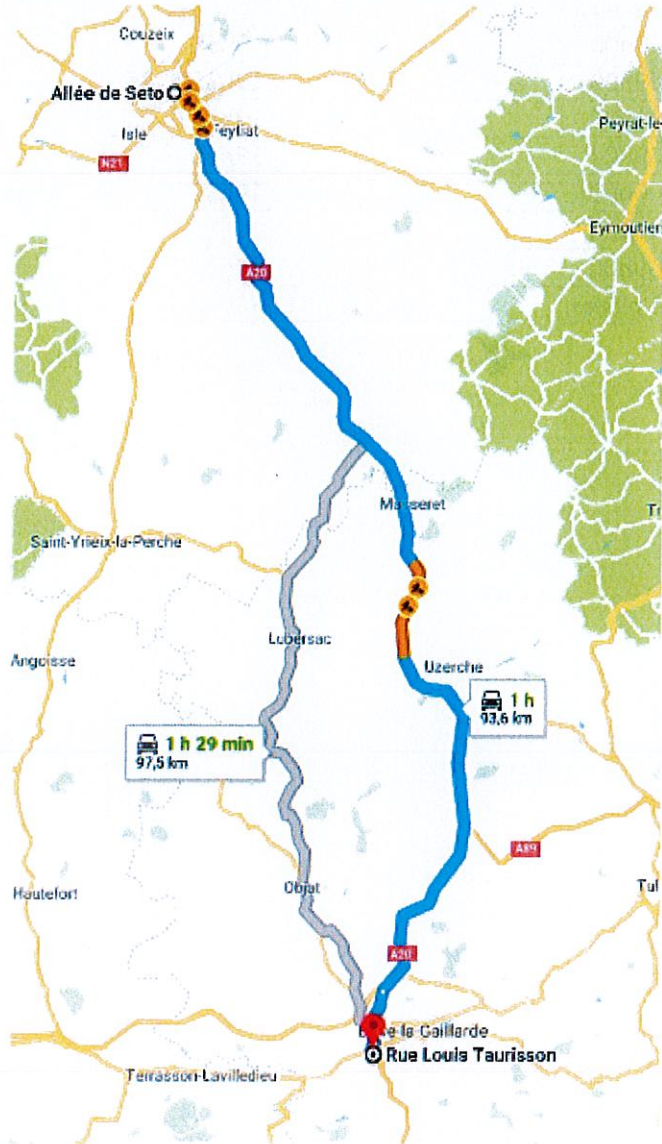 Couzeix
Allée de Seto
Isle
Feytiat
Peyrat-le-
N21
Eymoutiers
A20
Masseret
Saint-Yrieix-la-Perche
Lubersac
Angoisse
Uzerche
1 h
93,6 km
1 h 29 min
97,5 km
A89
Hautefort
Objat
Tul
A20
Brive-la-Gaillarde
Rue Louis Taurisson
Terrasson-Lavilledieu